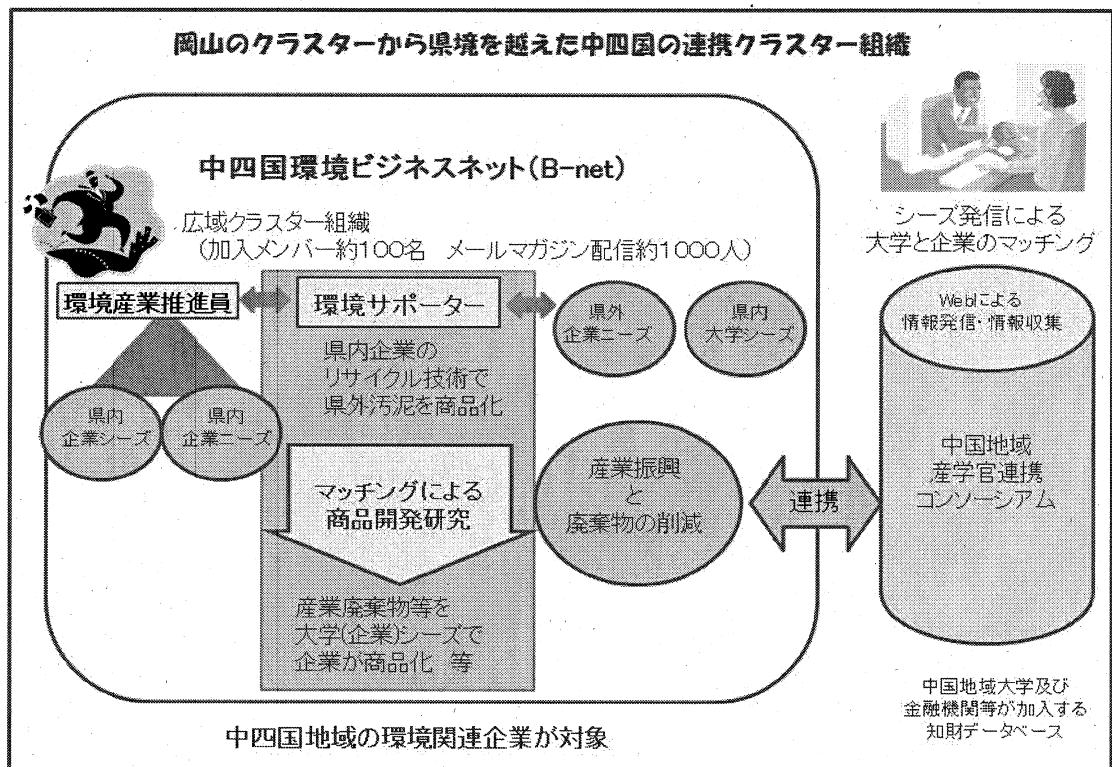 岡山のクラスターから県境を越えた中四国の連携クラスター組織
中四国環境ビジネスネット(B-net)
広域クラスター組織
(加入メンバー約100名　メールマガジン配信約1000人)
環境産業推進員
環境サポーター
県外
企業ニーズ
県内
大学シーズ
県内
企業シーズ
県内
企業ニーズ
県内企業の
リサイクル技術で
県外汚泥を商品化
マッチングによる
商品開発研究
産業振興
と
廃棄物の削減
産業廃棄物等を
大学(企業)シーズで
企業が商品化　等
中四国地域の環境関連企業が対象
連携
シーズ発信による
大学と企業のマッチング
Webによる
情報発信・情報収集
中国地域
産学官連携
コンソーシアム
中国地域大学及び
金融機関等が加入する
知財データベース